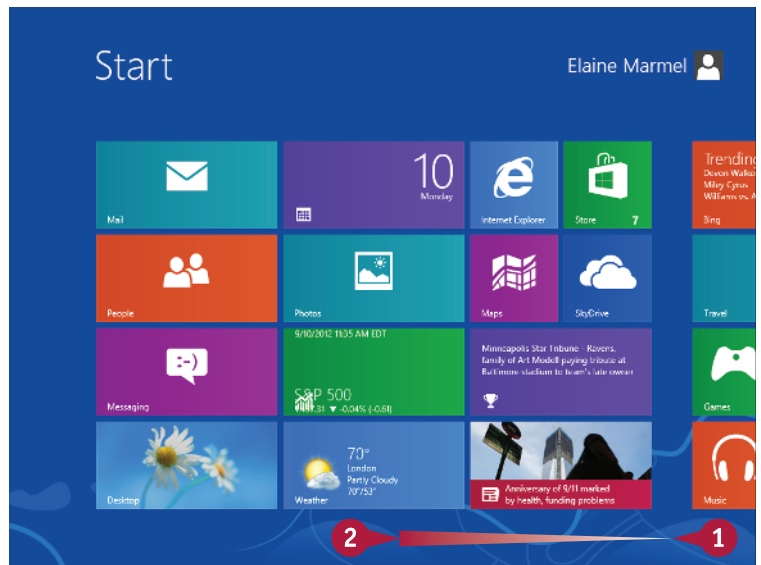 Start
Elaine Marmel
Mail
10
Monday
Internet Explorer
Store
7
Trending
Devon Walke
Miley Cyrus
Williams vs. A
Bing
People
Photos
Maps
SkyDrive
Travel
Messaging
9/10/2012 11:35 AM EDT
S&P 500
▼ -0.04% (-0.61)
Minneapolis Star Tribune - Ravens,
family of Art Modell paying tribute at
Baltimore stadium to team's late owner
Games
Desktop
70°
London
Partly Cloudy
70°/53°
Weather
Anniversary of 9/11 marked
by health, funding problems
Music
2
1